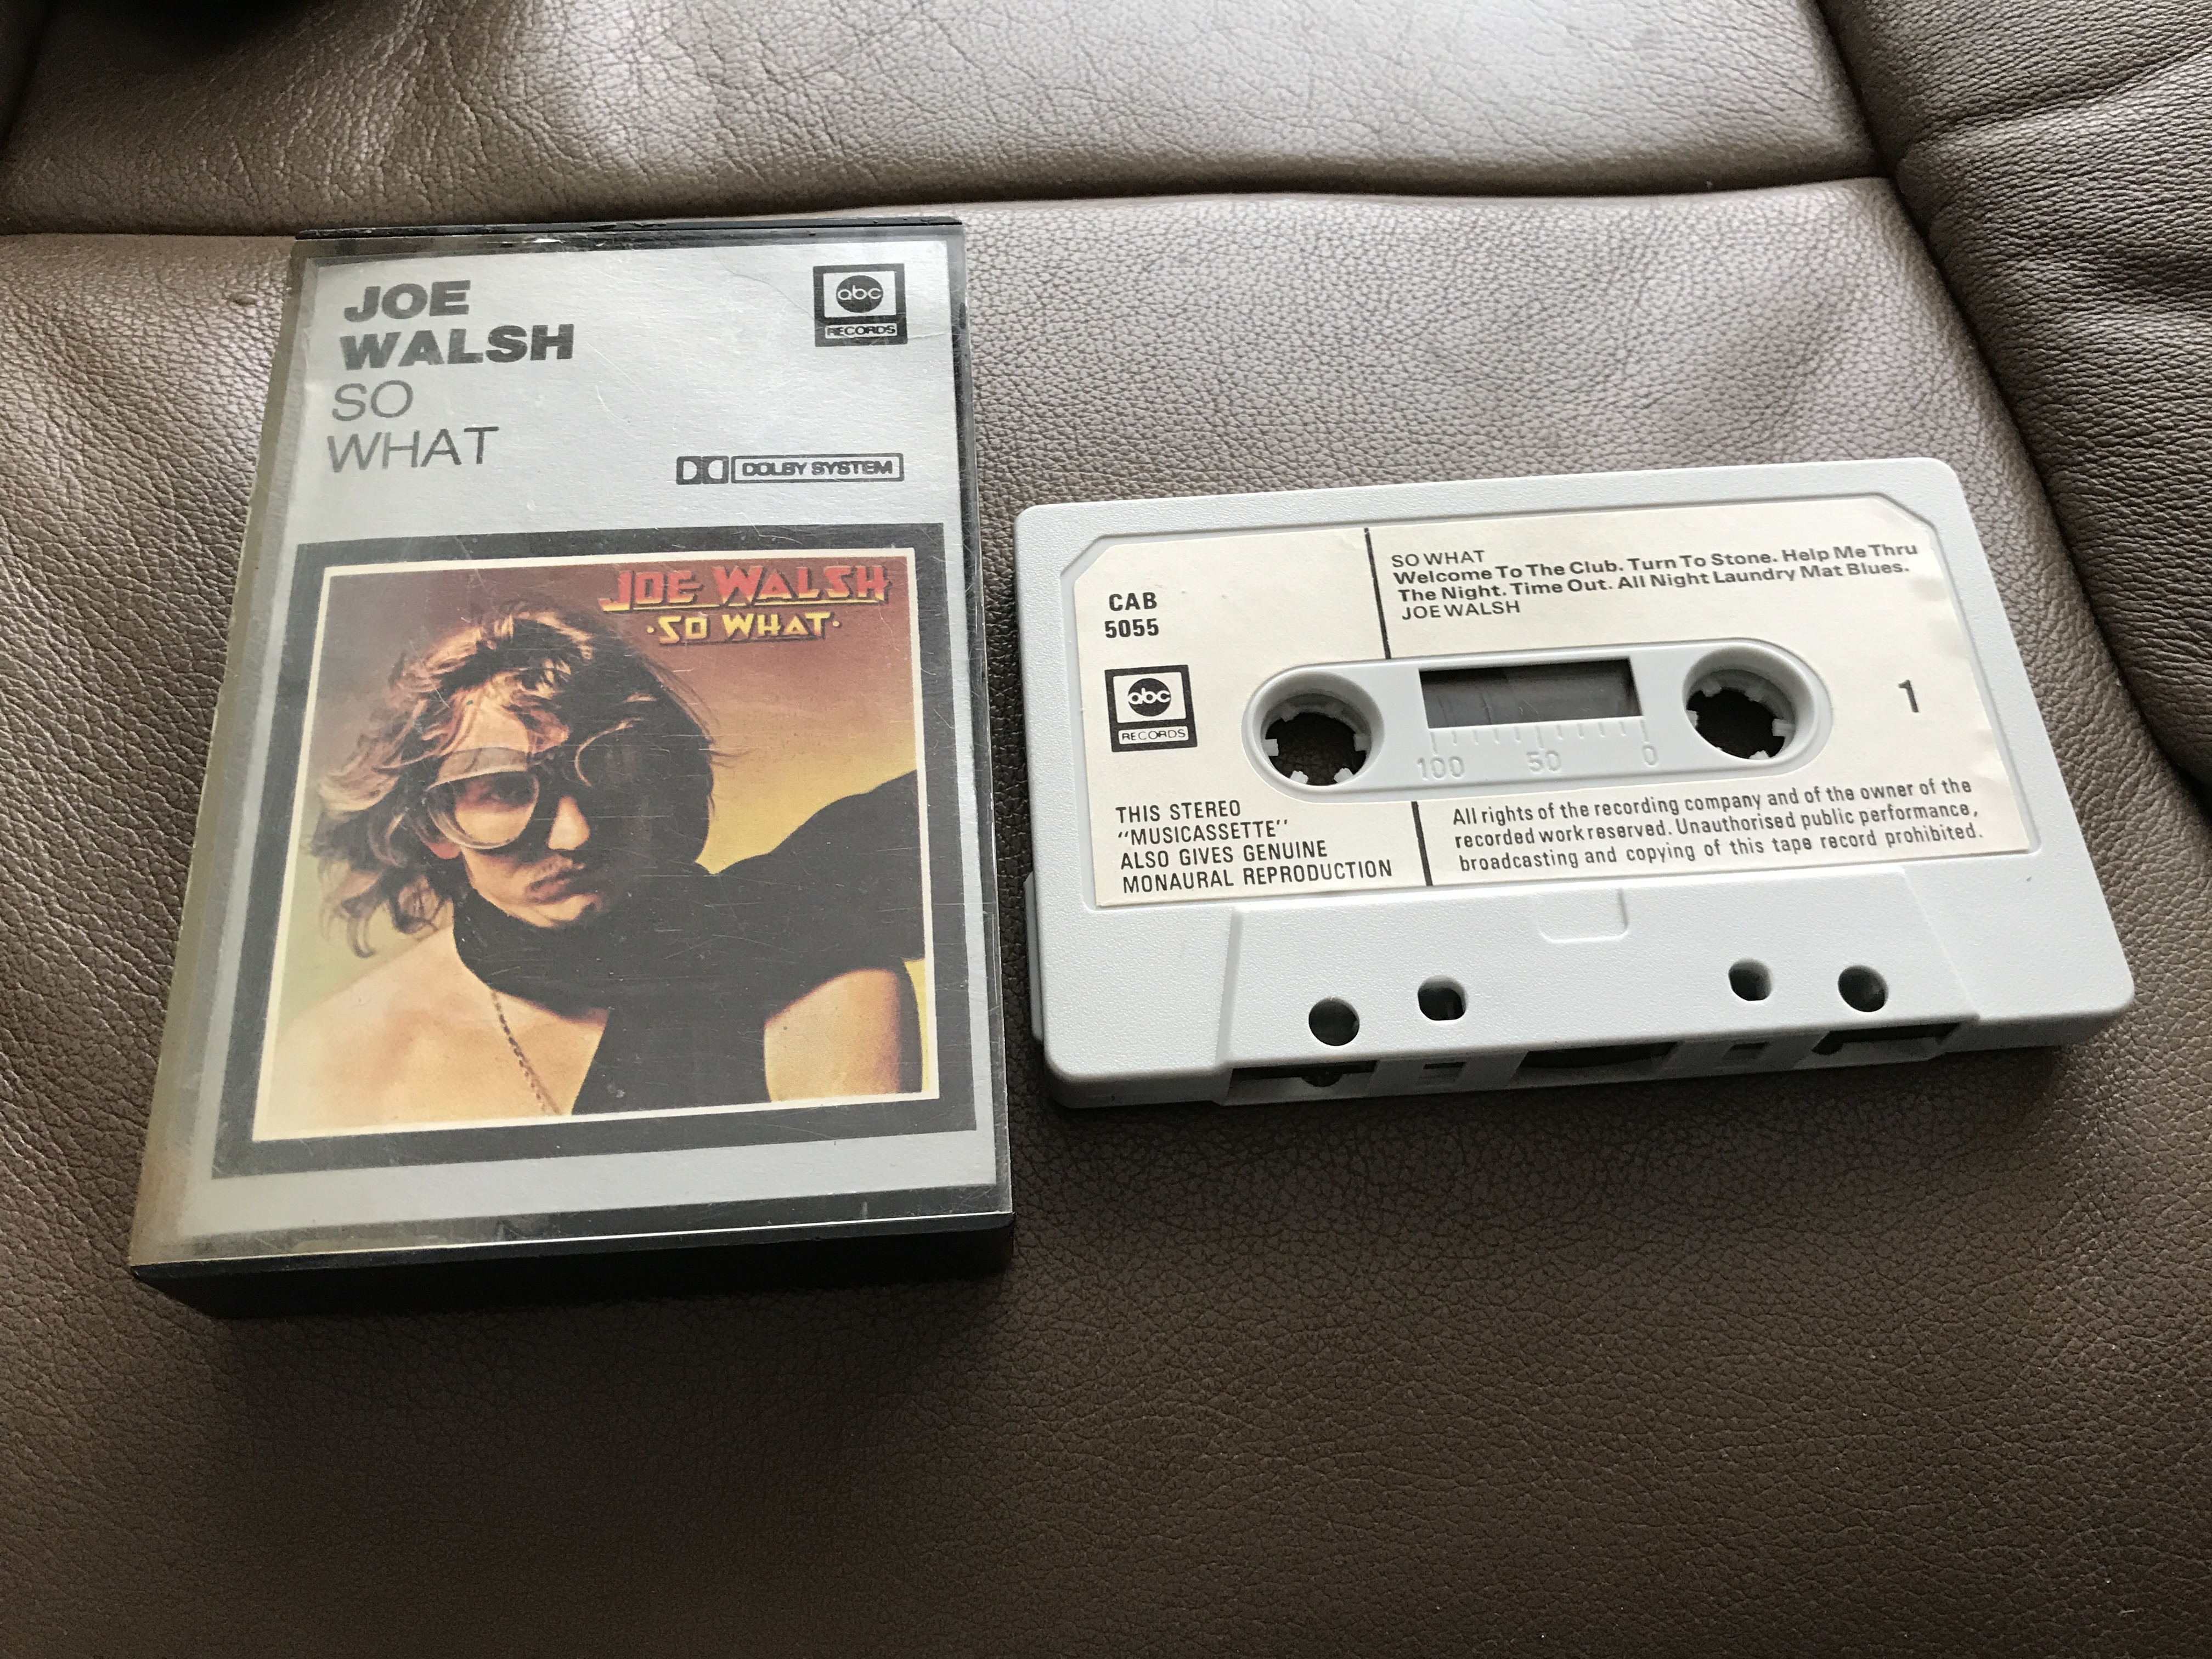 JOE
WALSH
SO
WHAT
abc
RECORDS
DOLBY SYSTEM
JOE WALSH
·SO WHAT·
CAB
5055
abc
RECORDS
THIS STEREO
“MUSICASSETTE”
ALSO GIVES GENUINE
MONAURAL REPRODUCTION
SO WHAT
Welcome To The Club. Turn To Stone. Help Me Thru
The Night. Time Out. All Night Laundry Mat Blues.
JOE WALSH
1
100 50 0
All rights of the recording company and of the owner of the
recorded work reserved. Unauthorised public performance,
broadcasting and copying of this tape record prohibited.